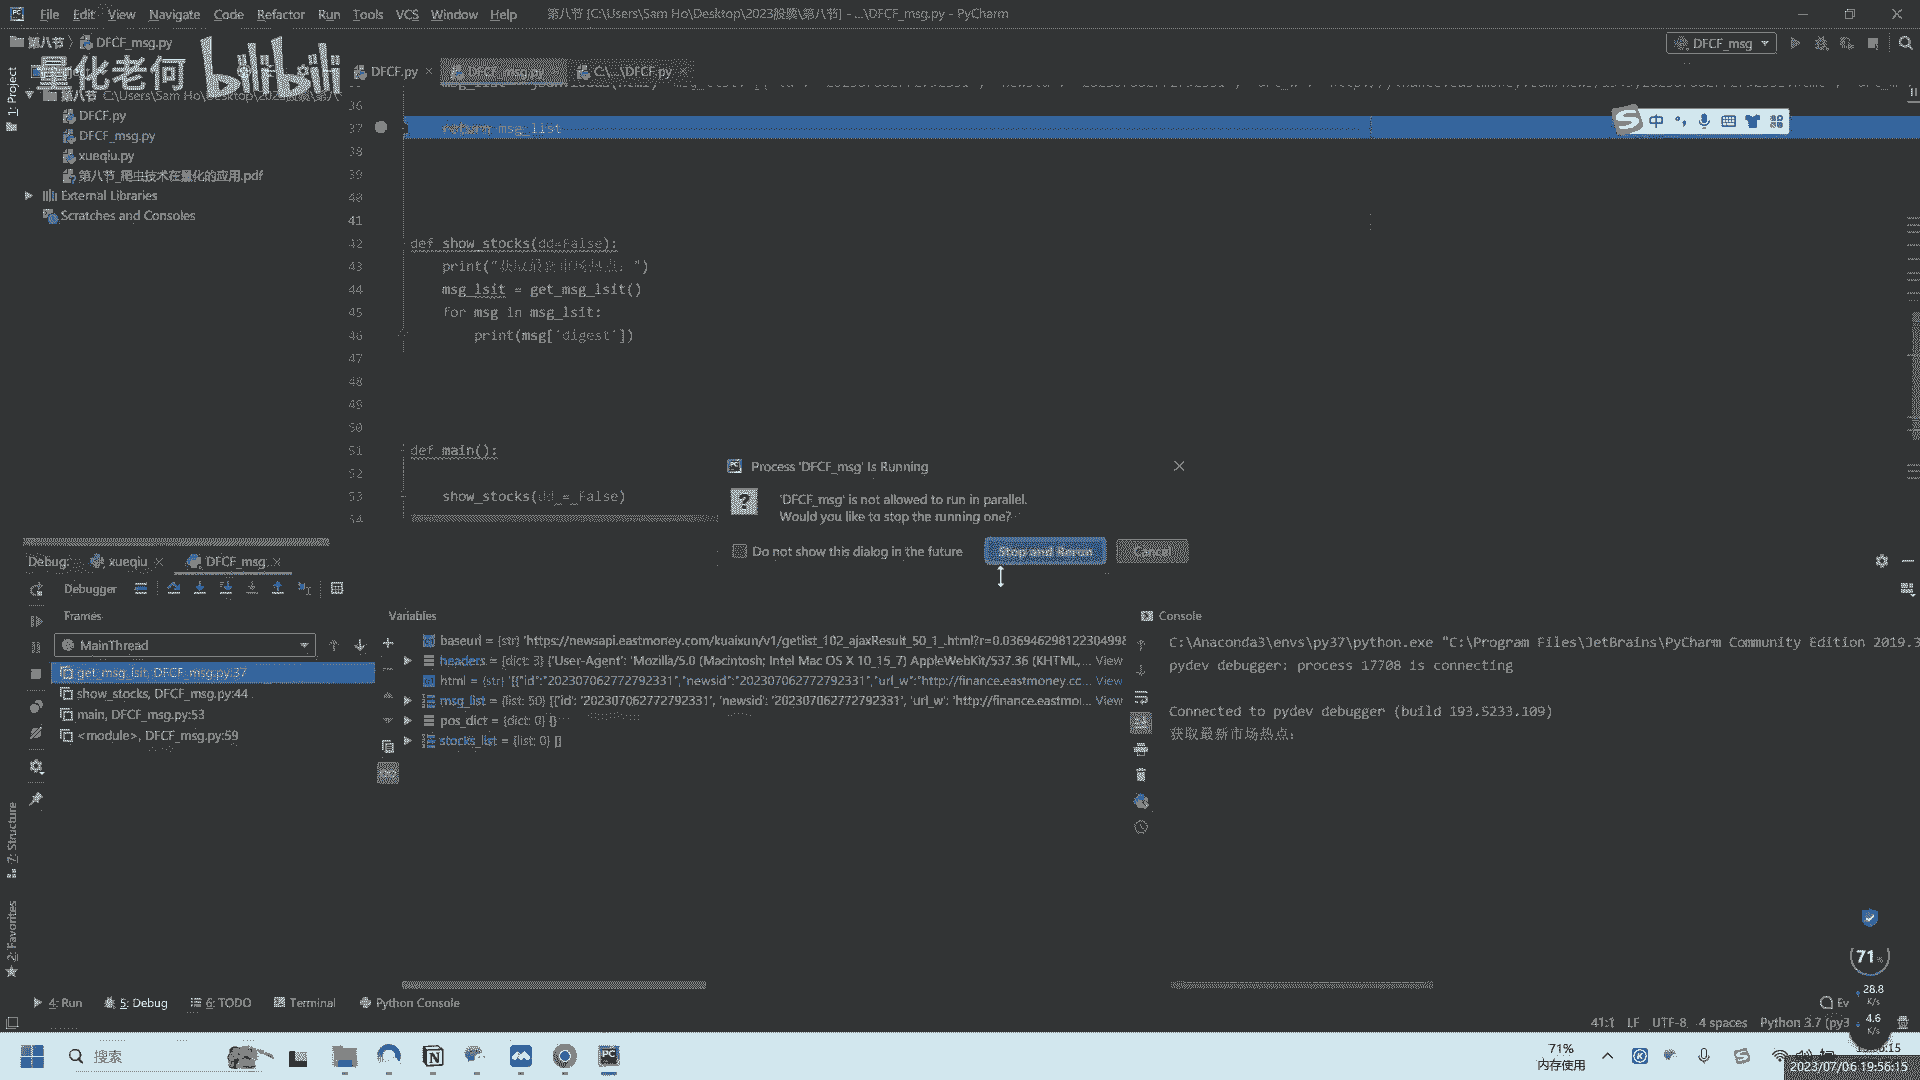 File Edit View Navigate Code Refactor Run Tools VCS Window Help 第八节 [C:\Users\Sam Ho\Desktop\2023股票\第八节] - ...\DFCF_msg.py - PyCharm
第八节 DFCF_msg.py
DFCF_msg
量化老何 bilibili
DFCF.py DFCF_msg.py C:\...\DFCF.py
1: Project
第八节 C:\Users\Sam Ho\Desktop\2023股票\第八
DFCF.py
DFCF_msg.py
xueqiu.py
第八节_爬虫技术在量化的应用.pdf
External Libraries
Scratches and Consoles
36
37 return msg_list
中
38
39
40
41
42 def show_stocks(dd=False):
43 print("获取最新市场热点：")
44 msg_lsit = get_msg_lsit()
45 for msg in msg_lsit:
46 print(msg['digest'])
47
48
49
50
51 def main():
52
53 show_stocks(dd = False)
54
Process 'DFCF_msg' Is Running
'DFCF_msg' is not allowed to run in parallel.
Would you like to stop the running one?
Do not show this dialog in the future
Stop and Rerun Cancel
Debug: xueqiu DFCF_msg
Debugger
Frames Variables Console
MainThread
get_msg_lsit, DFCF_msg.py:37
show_stocks, DFCF_msg.py:44
main, DFCF_msg.py:53
<module>, DFCF_msg.py:59
baseurl = {str} 'https://newsapi.eastmoney.com/kuaixun/v1/getlist_102_ajaxResult_50_1_.html?r=0.036946298122304998
headers = {dict: 3} {'User-Agent': 'Mozilla/5.0 (Macintosh; Intel Mac OS X 10_15_7) AppleWebKit/537.36 (KHTML,... View
html = {str} '[{"id":"202307062772792331","newsid":"202307062772792331","url_w":"http://finance.eastmoney.cc... View
msg_list = {list: 50} [{'id': '202307062772792331', 'newsid': '202307062772792331', 'url_w': 'http://finance.eastmoi... View
pos_dict = {dict: 0} {}
stocks_list = {list: 0} []
C:\Anaconda3\envs\py37\python.exe "C:\Program Files\JetBrains\PyCharm Community Edition 2019.3
pydev debugger: process 17708 is connecting
Connected to pydev debugger (build 193.5233.109)
获取最新市场热点：
7: Structure
2: Favorites
71%
28.8
K/s
4.6
K/s
4: Run 5: Debug 6: TODO Terminal Python Console
Ev
41:1 LF UTF-8 4 spaces Python 3.7 (py3
搜索
71%
内存使用
2023/07/06 19:56:15